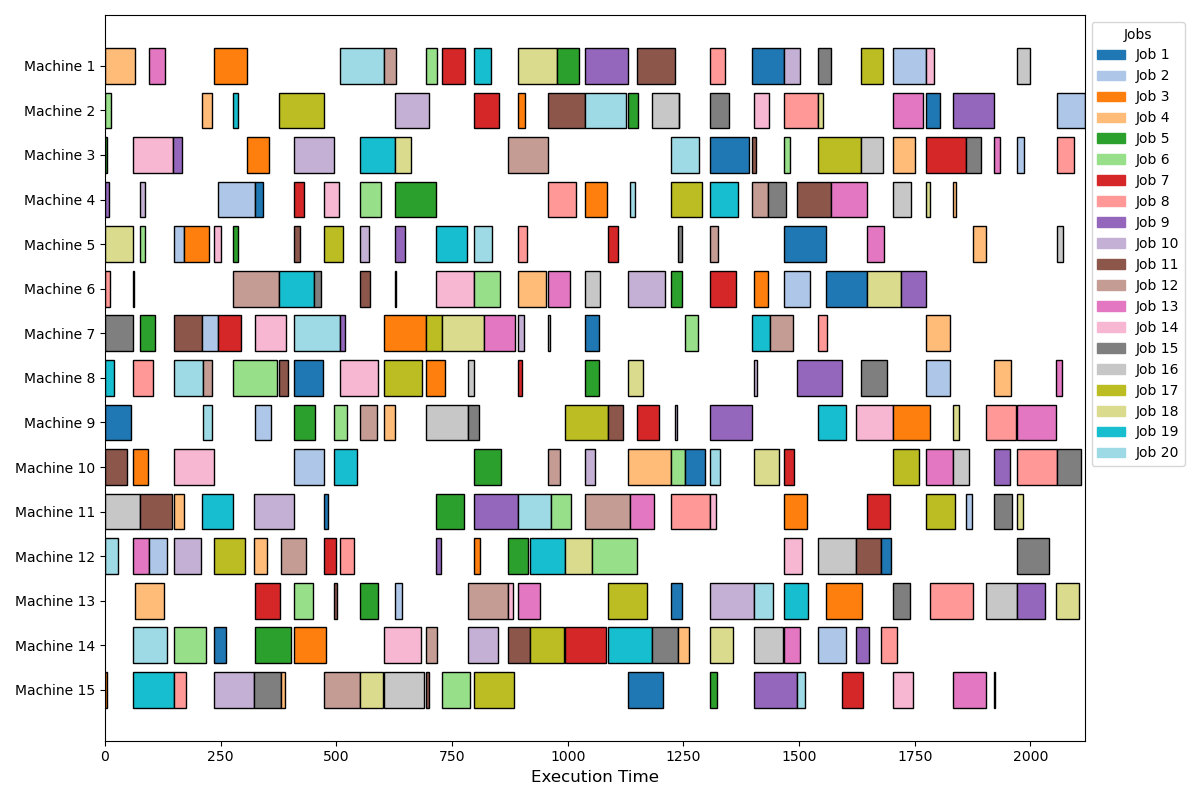 Machine 1
Machine 2
Machine 3
Machine 4
Machine 5
Machine 6
Machine 7
Machine 8
Machine 9
Machine 10
Machine 11
Machine 12
Machine 13
Machine 14
Machine 15
0 250 500 750 1000 1250 1500 1750 2000
Execution Time
Jobs
Job 1
Job 2
Job 3
Job 4
Job 5
Job 6
Job 7
Job 8
Job 9
Job 10
Job 11
Job 12
Job 13
Job 14
Job 15
Job 16
Job 17
Job 18
Job 19
Job 20